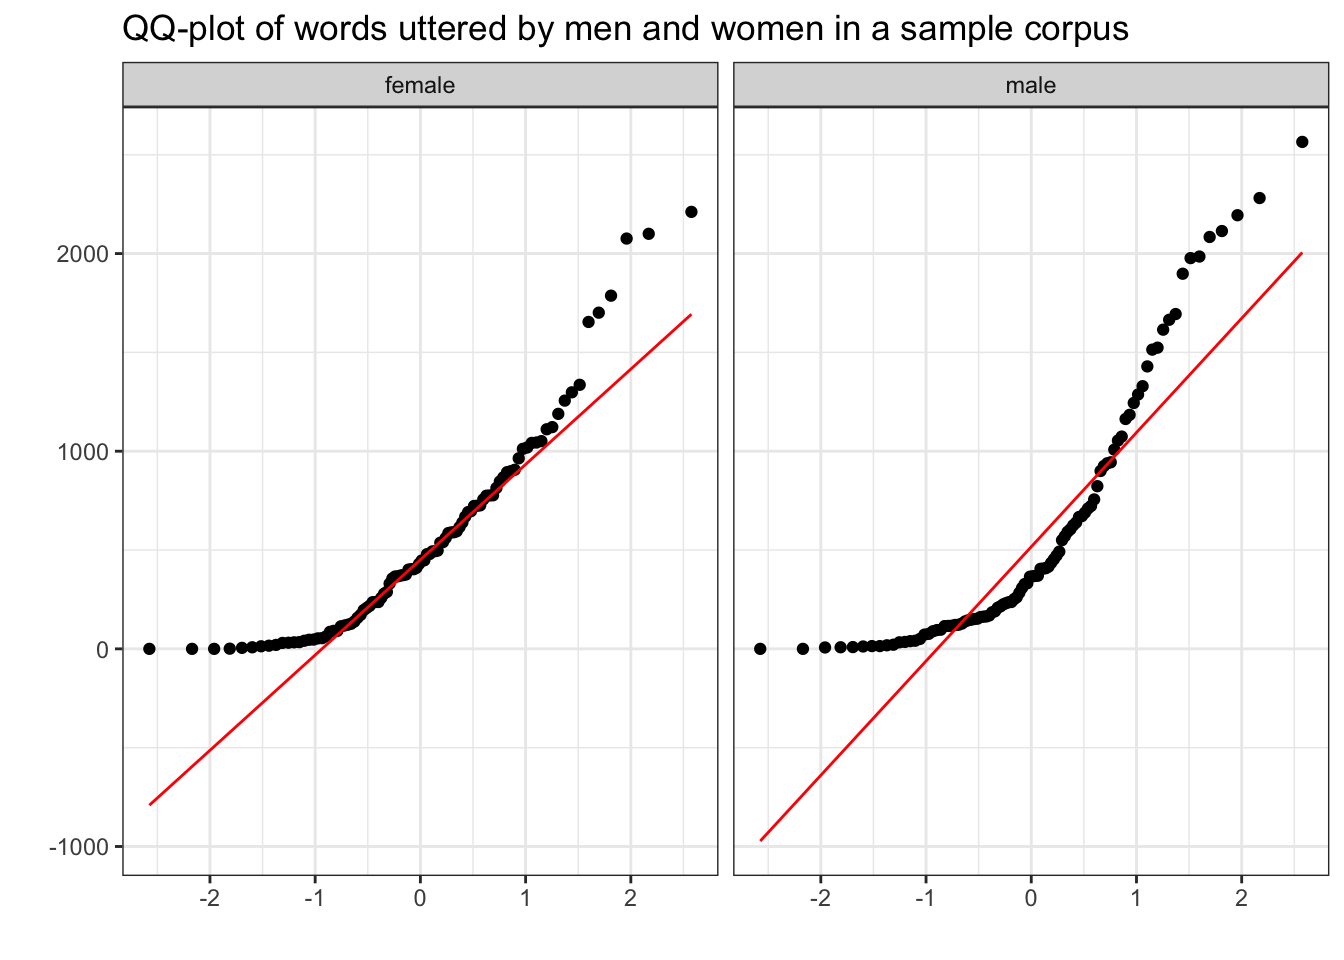 QQ-plot of words uttered by men and women in a sample corpus
female
male
2000
1000
0
-1000
-2 -1 0 1 2
-2 -1 0 1 2